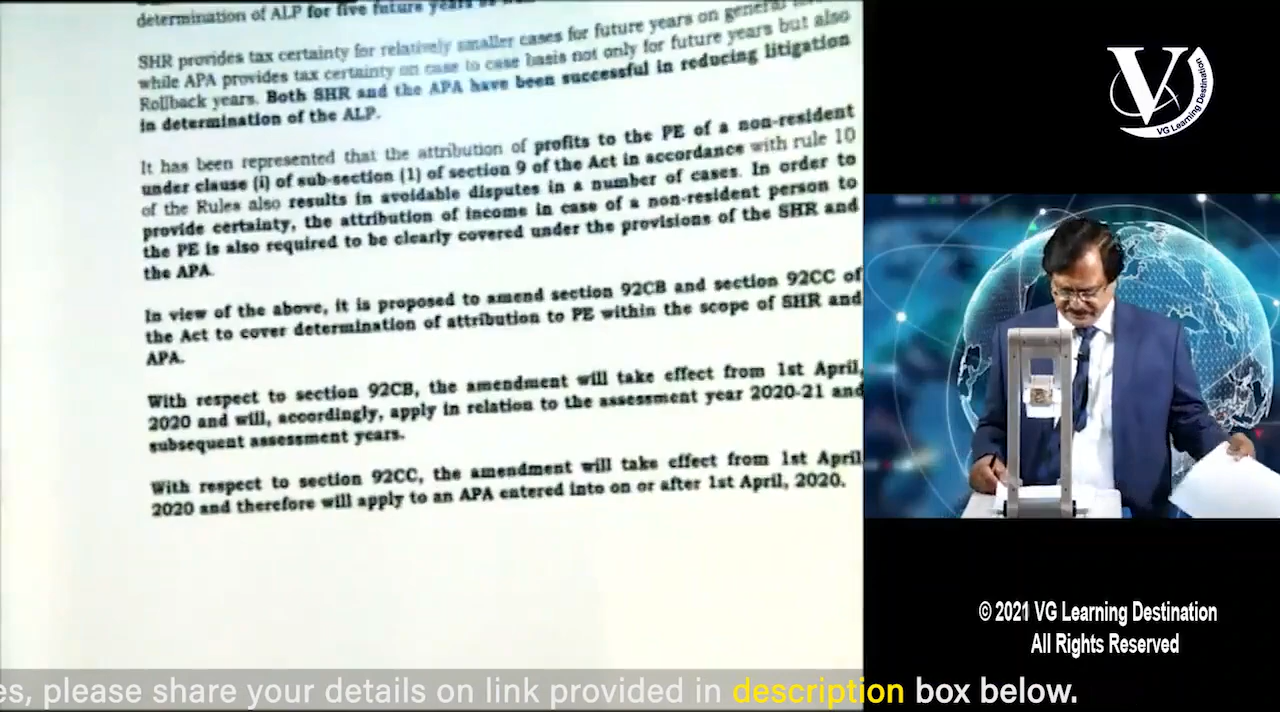 determination of ALP for five future years as
SHR provides tax certainty for relatively smaller cases for future years on general
while APA provides tax certainty on case to case basis not only for future years but also
Rollback years. Both SHR and the APA have been successful in reducing litigation
in determination of the ALP.
It has been represented that the attribution of profits to the PE of a non-resident
under clause (i) of sub-section (1) of section 9 of the Act in accordance with rule 10
of the Rules also results in avoidable disputes in a number of cases. In order to
provide certainty, the attribution of income in case of a non-resident person to
the PE is also required to be clearly covered under the provisions of the SHR and
the APA.
In view of the above, it is proposed to amend section 92CB and section 92CC of
the Act to cover determination of attribution to PE within the scope of SHR and
APA.
With respect to section 92CB, the amendment will take effect from 1st April,
2020 and will, accordingly, apply in relation to the assessment year 2020-21 and
subsequent assessment years.
With respect to section 92CC, the amendment will take effect from 1st April
2020 and therefore will apply to an APA entered into on or after 1st April, 2020.
V
VG Learning Destination
© 2021 VG Learning Destination
All Rights Reserved
es, please share your details on link provided in description box below.